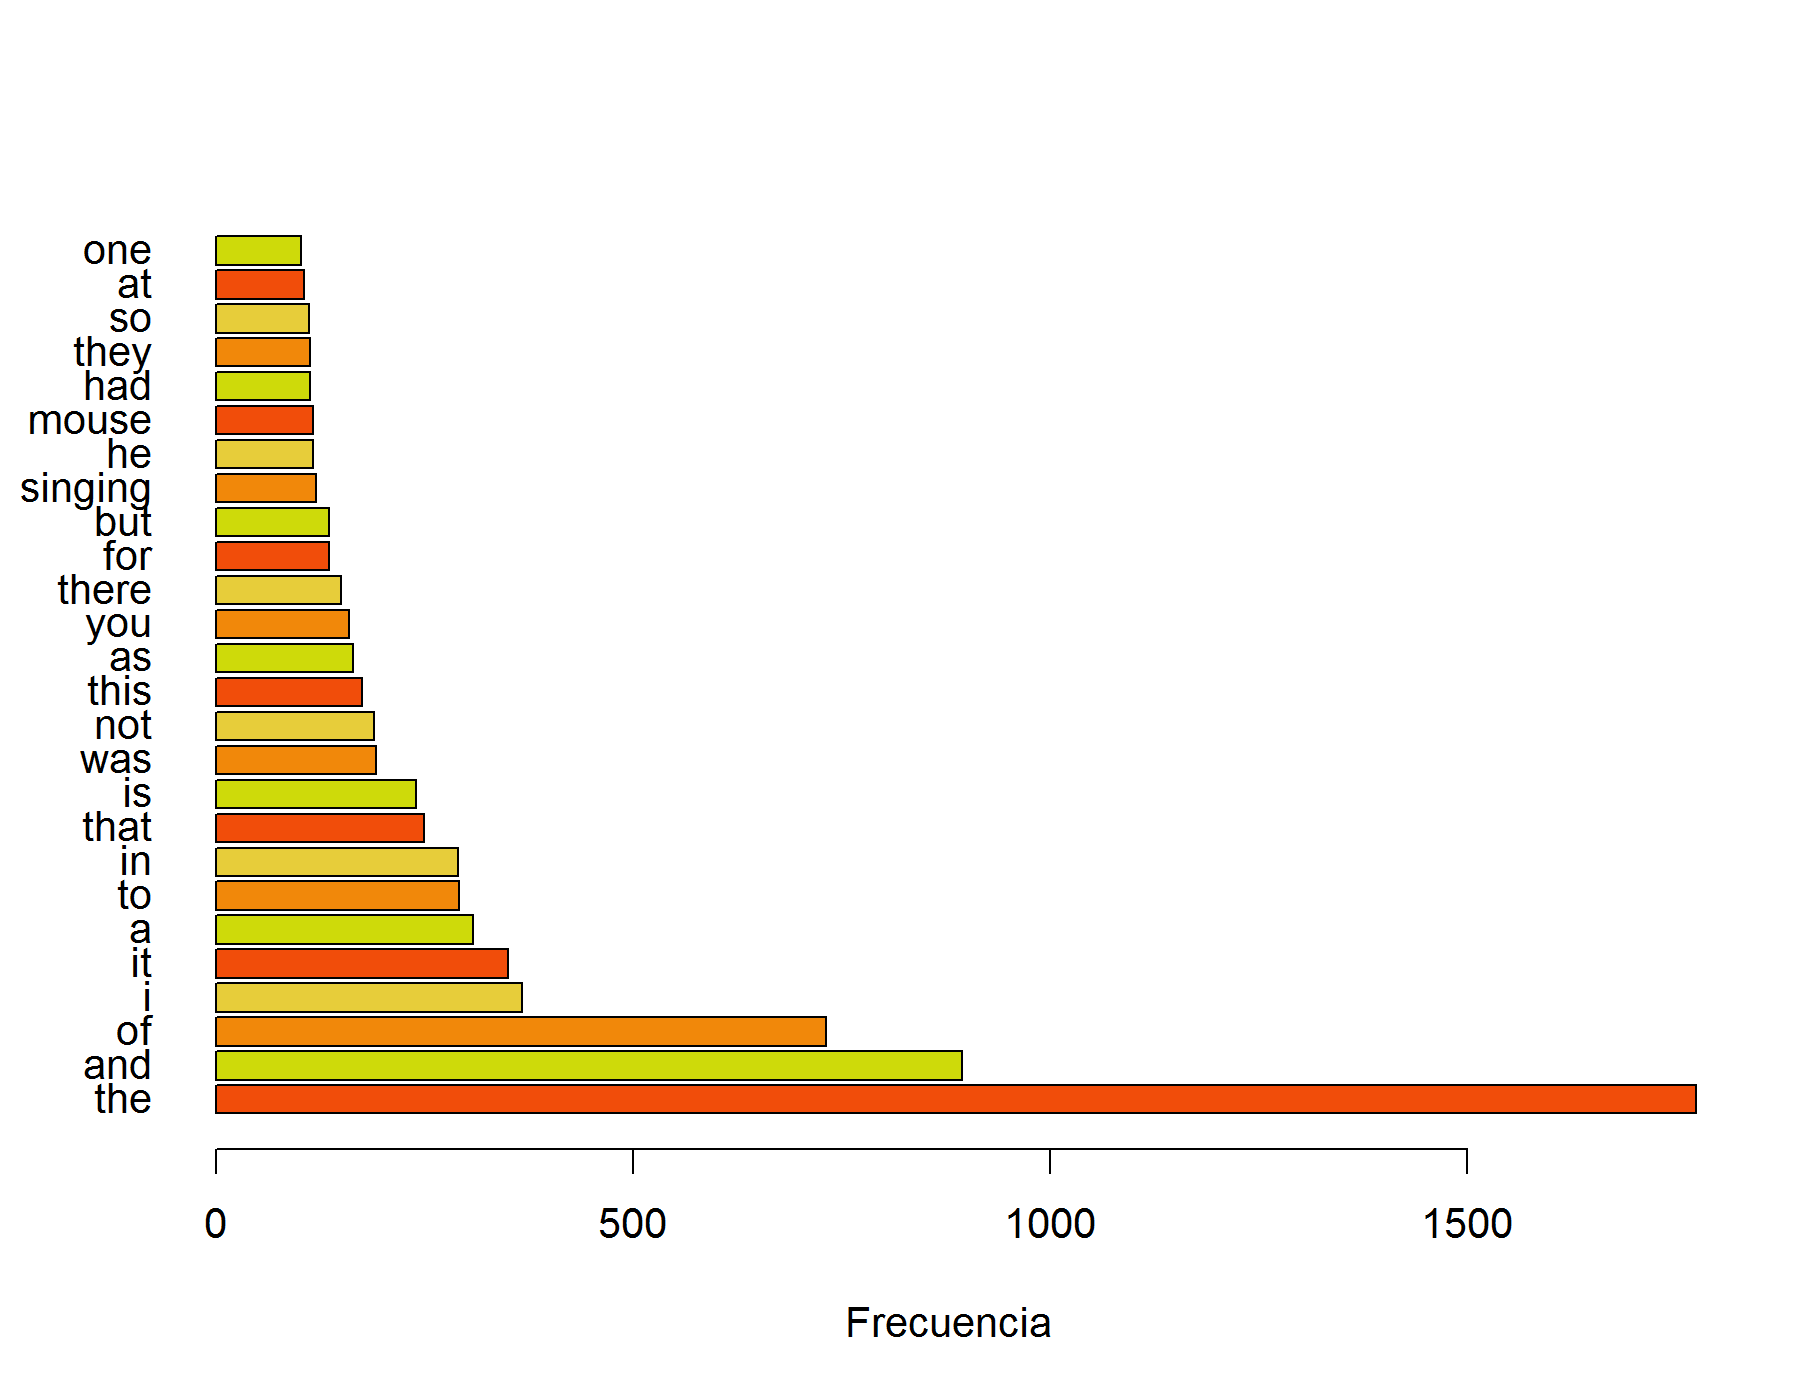 one
at
so
they
had
mouse
he
singing
but
for
there
you
as
this
not
was
is
that
in
to
a
it
i
of
and
the
0 500 1000 1500
Frecuencia